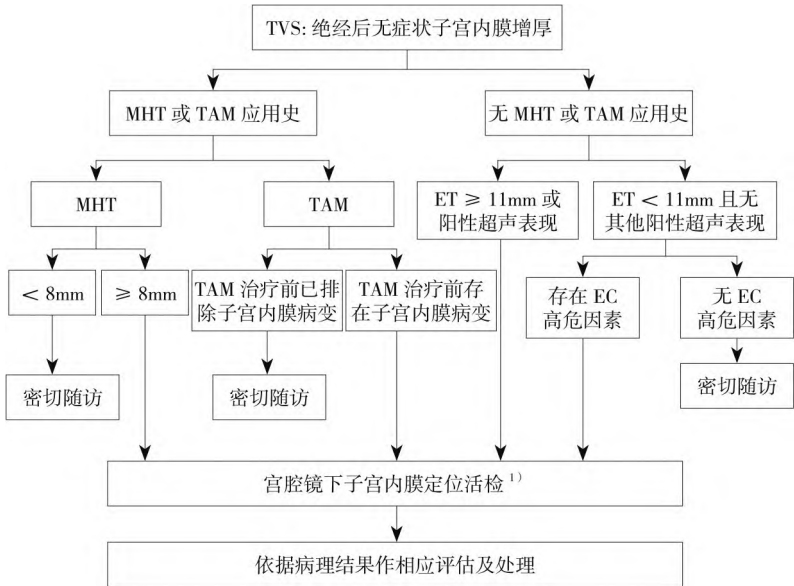 TVS: 绝经后无症状子宫内膜增厚
MHT 或 TAM 应用史
无 MHT 或 TAM 应用史
MHT
TAM
ET ≥ 11mm 或
阳性超声表现
ET < 11mm 且无
其他阳性超声表现
< 8mm
≥ 8mm
TAM 治疗前已排
除子宫内膜病变
TAM 治疗前存
在子宫内膜病变
存在 EC
高危因素
无 EC
高危因素
密切随访
密切随访
密切随访
宫腔镜下子宫内膜定位活检 1)
依据病理结果作相应评估及处理